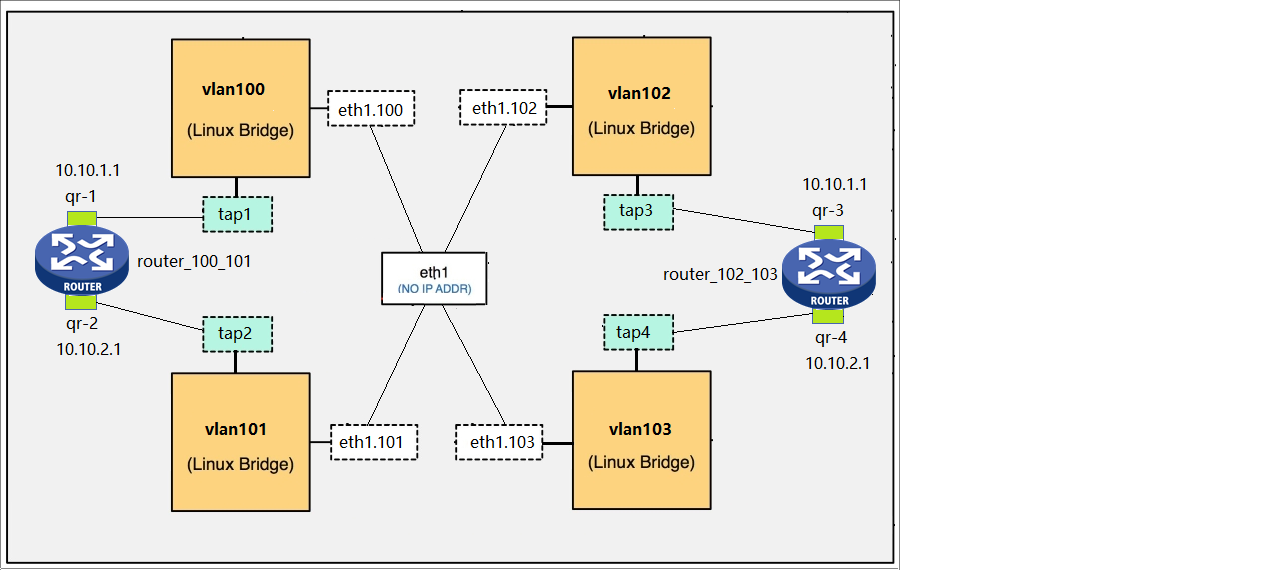 vlan100
(Linux Bridge)
eth1.100
eth1.102
vlan102
(Linux Bridge)
10.10.1.1
qr-1
tap1
ROUTER
router_100_101
qr-2
10.10.2.1
tap2
eth1
(NO IP ADDR)
tap3
10.10.1.1
qr-3
router_102_103
ROUTER
tap4
qr-4
10.10.2.1
vlan101
(Linux Bridge)
eth1.101
eth1.103
vlan103
(Linux Bridge)